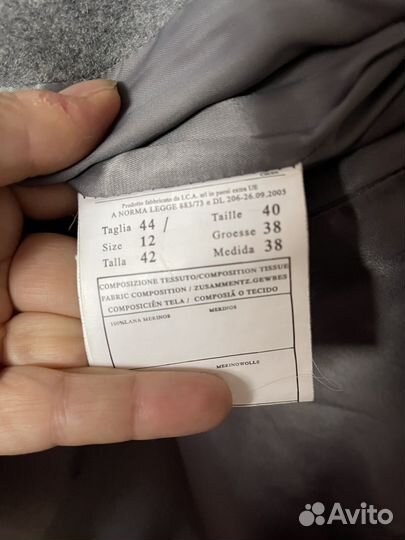 Prodotto fabbricato da I.C.A. srl in paesi extra UE
A NORMA LEGGE 883/73 e DL 206-26.09.2005
Taglia 44 / Taille 40
Size 12 Groesse 38
Talla 42 Medida 38
COMPOSIZIONE TESSUTO/COMPOSITION TISSUE
FABRIC COMPOSITION / ZUSAMMENTZ.GEWBES
COMPOSICIÈN TELA / COMPOSIÃ O TECIDO
100%LANA MERINOS MERINOS
MERINOWOLLE
Avito